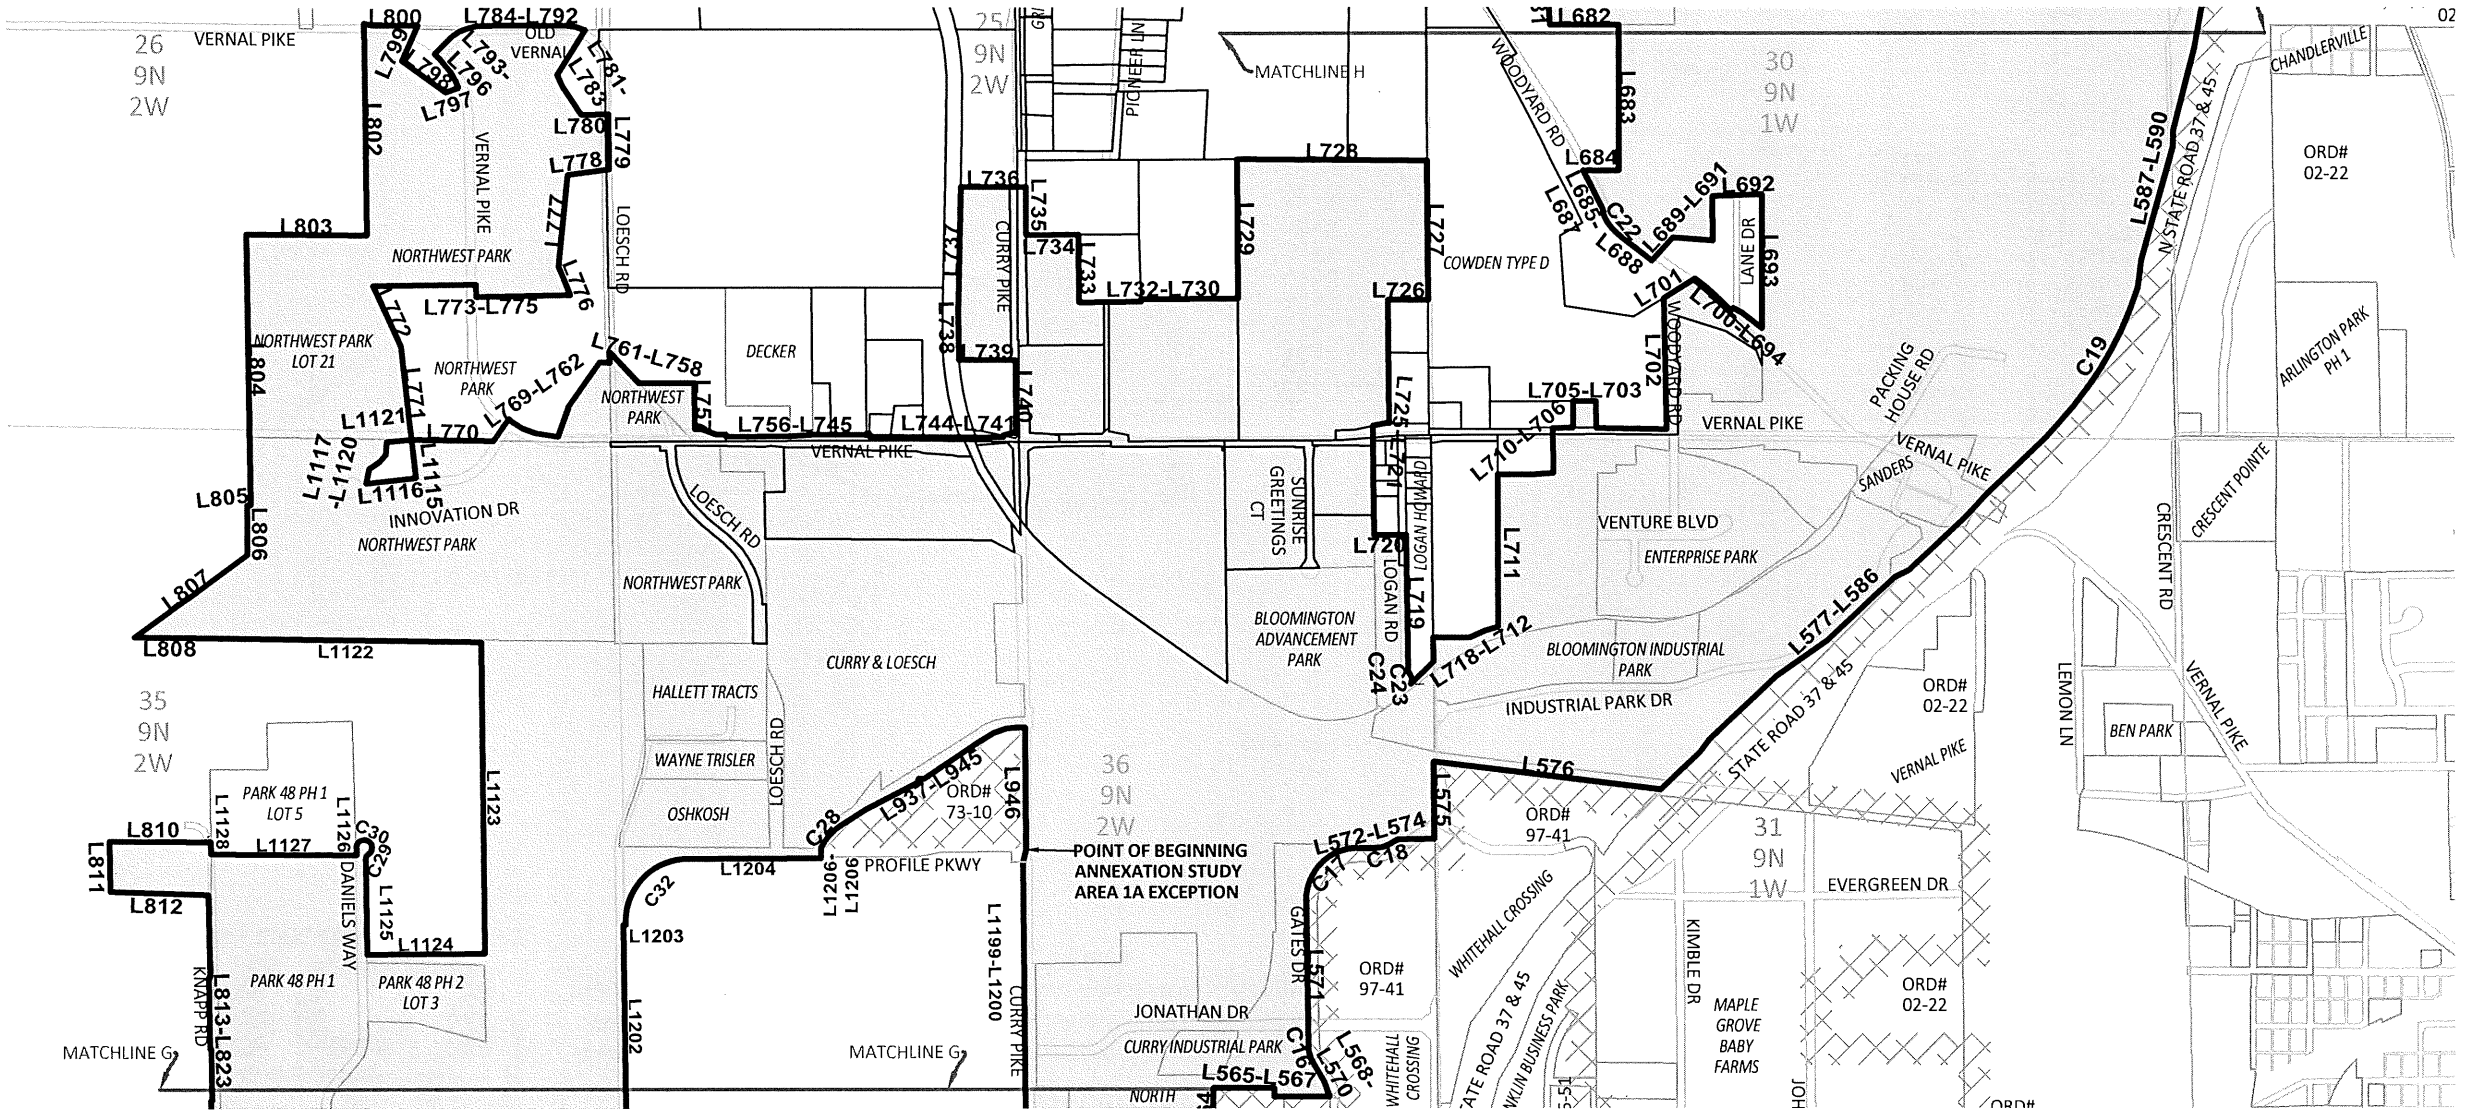 L800
L784-L792
OLD
VERNAL
VERNAL PIKE
26
9N
2W
L799
L798
L797
L793-
L796
L781-
L783
L780
L779
L778
L777
L776
L802
VERNAL PIKE
LOESCH RD
L803
NORTHWEST PARK
L773-L775
L772
NORTHWEST PARK
LOT 21
L804
L771
NORTHWEST
PARK
L769-L762
L761-L758
NORTHWEST
PARK
L757
DECKER
L756-L745
L744-L741
VERNAL PIKE
L1121
L770
L1117
-L1120
L1116
L1115
L805
L806
INNOVATION DR
NORTHWEST PARK
L807
L808
L1122
LOESCH RD
NORTHWEST PARK
25
9N
2W
PIONEER LN
MATCHLINE H
L736
L735
L734
L733
L732-L730
L737
CURRY PIKE
L738
L739
L740
L728
L729
L727
L726
L725-L721
L720
LOGAN HOWARD
LOGAN RD
L719
C24
C23
L718-L712
L711
L710-L706
L705-L703
L702
WOODYARD RD
L701
L700-L694
L682
L683
WOODYARD RD
L684
L685-
L688
L687
C22
L689-L691
L692
LANE DR
L693
COWDEN TYPE D
30
9N
1W
VERNAL PIKE
PACKING
HOUSE RD
VERNAL PIKE
SANDERS
VENTURE BLVD
ENTERPRISE PARK
BLOOMINGTON INDUSTRIAL
PARK
INDUSTRIAL PARK DR
L577-L586
STATE ROAD 37 & 45
C19
L587-L590
N STATE ROAD 37 & 45
CHANDLERVILLE
02
ORD#
02-22
ARLINGTON PARK
PH 1
CRESCENT POINTE
CRESCENT RD
SUNRISE
GREETINGS
CT
BLOOMINGTON
ADVANCEMENT
PARK
CURRY & LOESCH
HALLETT TRACTS
WAYNE TRISLER
OSHKOSH
LOESCH RD
35
9N
2W
PARK 48 PH 1
LOT 5
L810
L811
L812
L1128
L1127
L1126
C30
C29
L1125
L1124
L1123
DANIELS WAY
PARK 48 PH 1
PARK 48 PH 2
LOT 3
KNAPP RD
L813-L823
MATCHLINE G
L1204
C32
L1203
L1202
C28
L1206-
L1206
L937-L945
ORD#
73-10
L946
PROFILE PKWY
36
9N
2W
POINT OF BEGINNING
ANNEXATION STUDY
AREA 1A EXCEPTION
L1199-L1200
CURRY PIKE
MATCHLINE G
JONATHAN DR
CURRY INDUSTRIAL PARK
NORTH
L565-L567
L568-
L570
C16
L571
GATES DR
C17
C18
L572-L574
L575
L576
ORD#
97-41
ORD#
97-41
WHITEHALL CROSSING
WHITEHALL
CROSSING
STATE ROAD 37 & 45
31
9N
1W
EVERGREEN DR
KIMBLE DR
MAPLE
GROVE
BABY
FARMS
ORD#
02-22
ORD#
02-22
VERNAL PIKE
LEMON LN
BEN PARK
VERNAL PIKE
ORD#